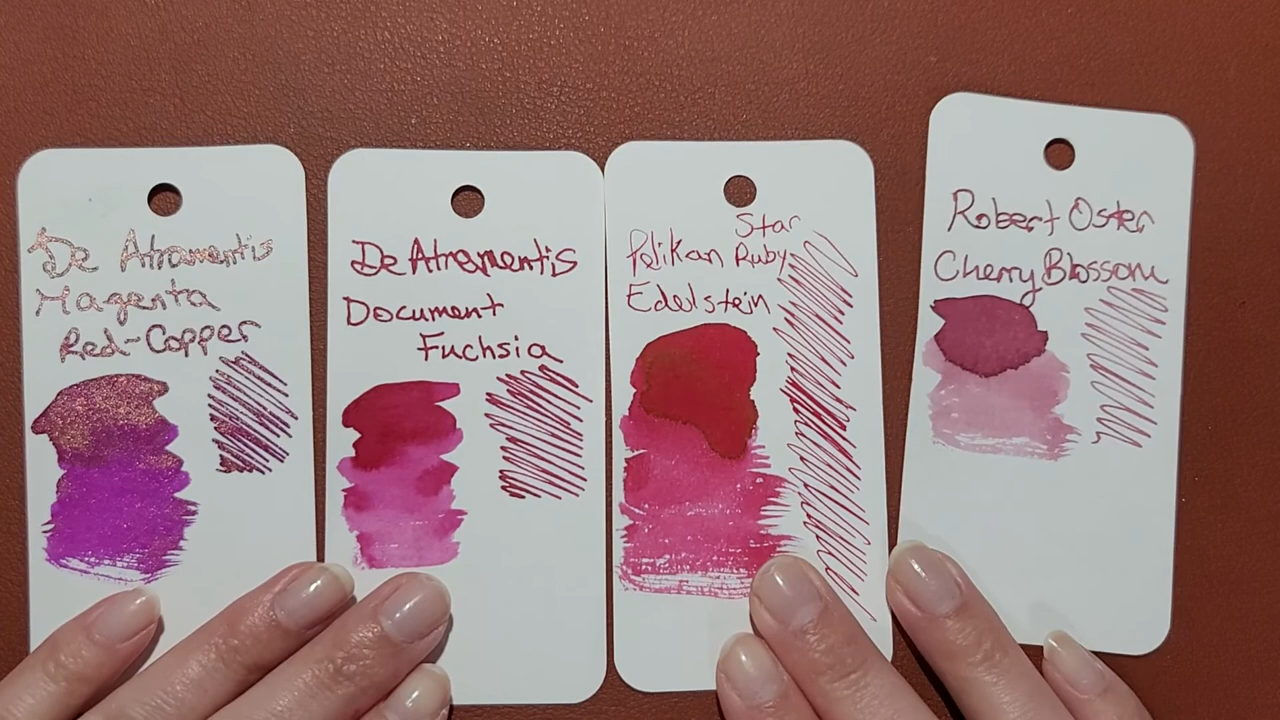 De Atramentis
Magenta
Red-Copper
De Atramentis
Document
Fuchsia
Star
Pelikan Ruby
Edelstein
Robert Oster
Cherry Blossom